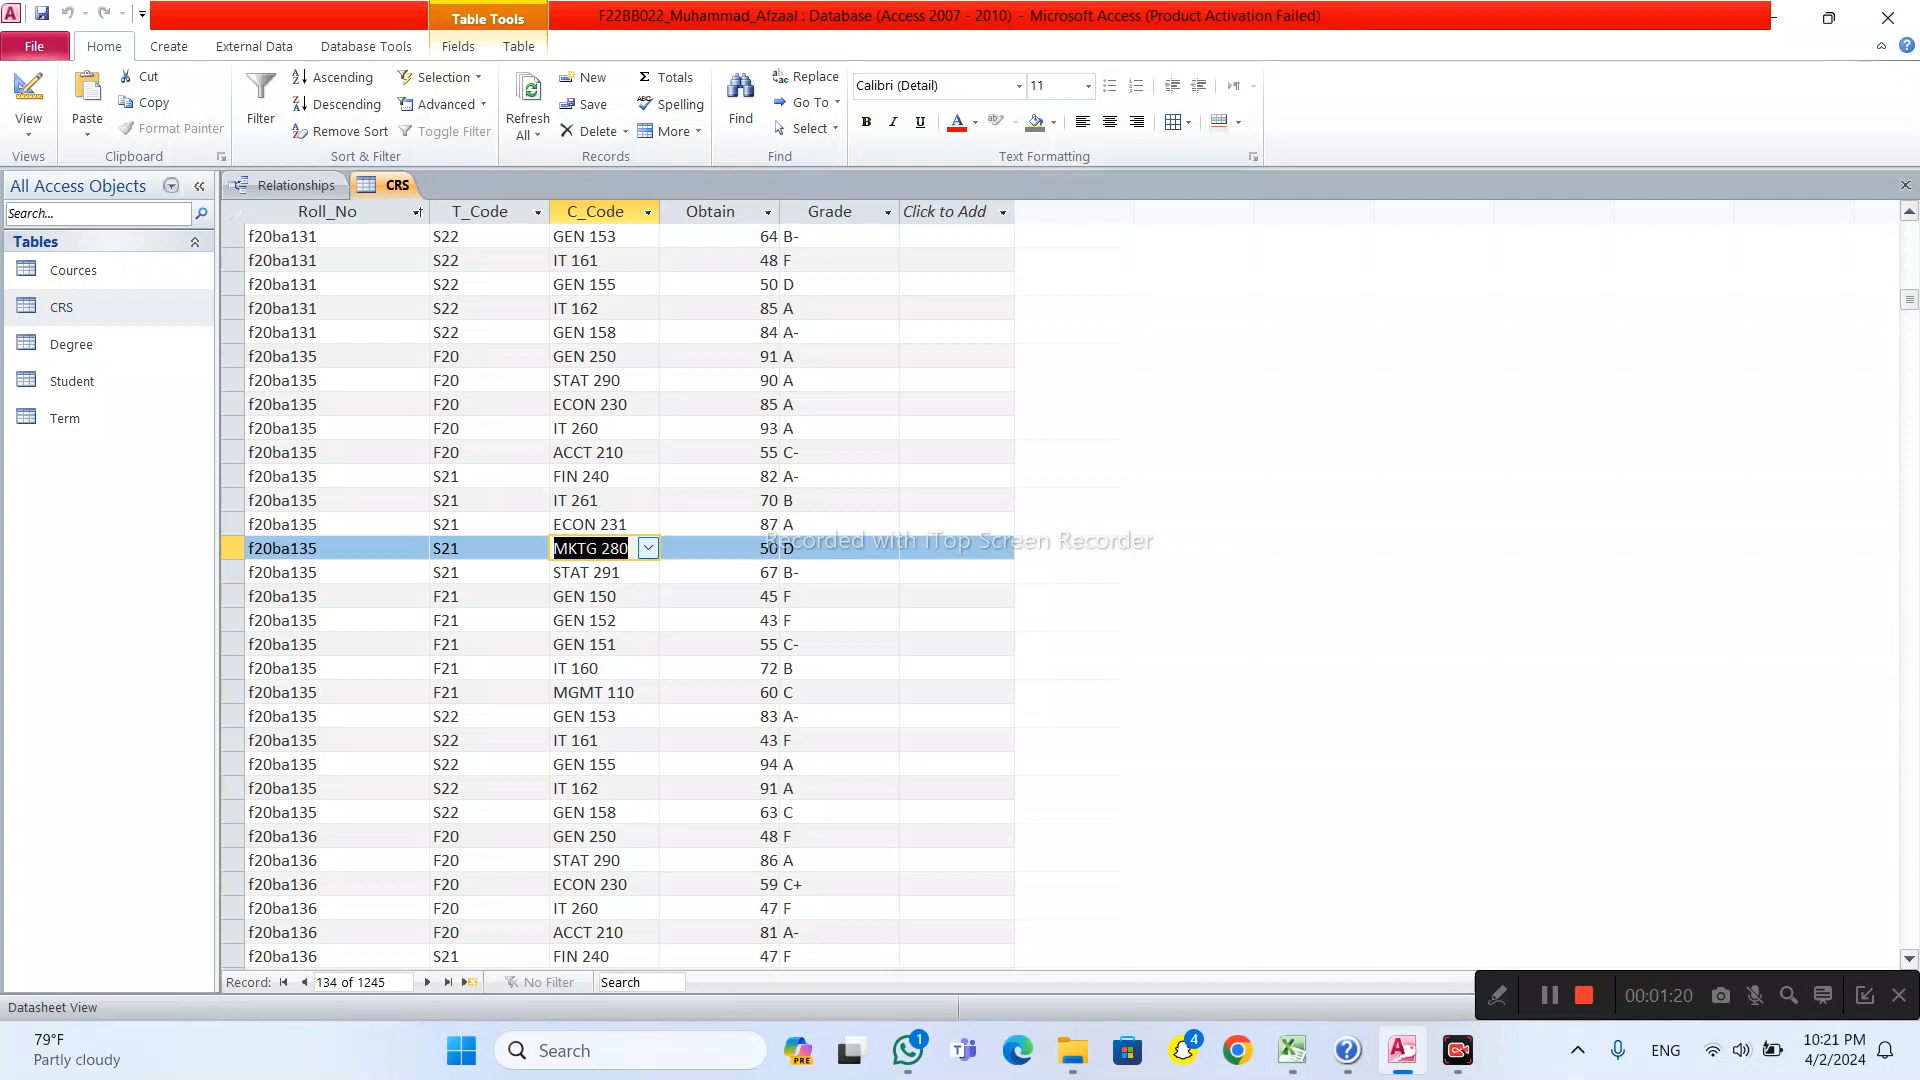 Table Tools
F22BB022_Muhammad_Afzaal : Database (Access 2007 - 2010) - Microsoft Access (Product Activation Failed)
File Home Create External Data Database Tools Fields Table
View
Views
Paste
Cut
Copy
Format Painter
Clipboard
Filter
Ascending
Descending
Remove Sort
Selection
Advanced
Toggle Filter
Sort & Filter
Refresh
All
New
Save
Delete
Totals
Spelling
More
Records
Find
Replace
Go To
Select
Find
Calibri (Detail) 11
B I U A
Text Formatting
All Access Objects
Search...
Tables
Cources
CRS
Degree
Student
Term
Relationships CRS
Roll_No T_Code C_Code Obtain Grade Click to Add
f20ba131 S22 GEN 153 64 B-
f20ba131 S22 IT 161 48 F
f20ba131 S22 GEN 155 50 D
f20ba131 S22 IT 162 85 A
f20ba131 S22 GEN 158 84 A-
f20ba135 F20 GEN 250 91 A
f20ba135 F20 STAT 290 90 A
f20ba135 F20 ECON 230 85 A
f20ba135 F20 IT 260 93 A
f20ba135 F20 ACCT 210 55 C-
f20ba135 S21 FIN 240 82 A-
f20ba135 S21 IT 261 70 B
f20ba135 S21 ECON 231 87 A
f20ba135 S21 MKTG 280 50 D
Recorded with iTop Screen Recorder
f20ba135 S21 STAT 291 67 B-
f20ba135 F21 GEN 150 45 F
f20ba135 F21 GEN 152 43 F
f20ba135 F21 GEN 151 55 C-
f20ba135 F21 IT 160 72 B
f20ba135 F21 MGMT 110 60 C
f20ba135 S22 GEN 153 83 A-
f20ba135 S22 IT 161 43 F
f20ba135 S22 GEN 155 94 A
f20ba135 S22 IT 162 91 A
f20ba135 S22 GEN 158 63 C
f20ba136 F20 GEN 250 48 F
f20ba136 F20 STAT 290 86 A
f20ba136 F20 ECON 230 59 C+
f20ba136 F20 IT 260 47 F
f20ba136 F20 ACCT 210 81 A-
f20ba136 S21 FIN 240 47 F
Record: 134 of 1245 No Filter Search
00:01:20
Datasheet View
79°F
Partly cloudy
Search
PRE
1
4
ENG
10:21 PM
4/2/2024